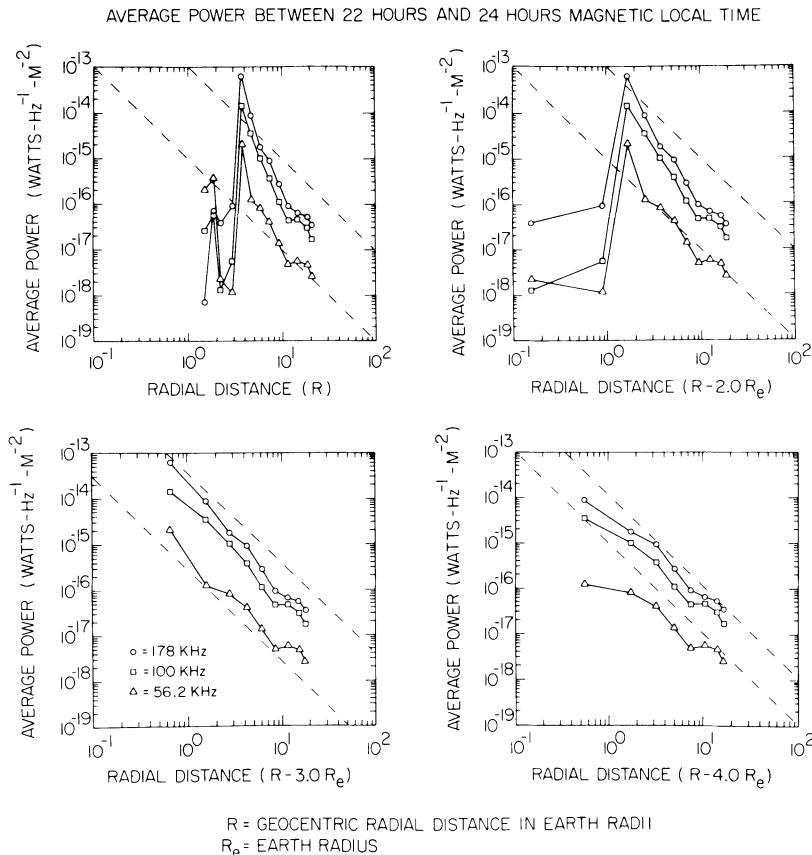 AVERAGE POWER BETWEEN 22 HOURS AND 24 HOURS MAGNETIC LOCAL TIME
AVERAGE POWER (WATTS-HZ⁻¹-M⁻²)
10⁻¹³
10⁻¹⁴
10⁻¹⁵
10⁻¹⁶
10⁻¹⁷
10⁻¹⁸
10⁻¹⁹
10⁻¹ 10⁰ 10¹ 10²
RADIAL DISTANCE (R)
AVERAGE POWER (WATTS-HZ⁻¹-M⁻²)
10⁻¹³
10⁻¹⁴
10⁻¹⁵
10⁻¹⁶
10⁻¹⁷
10⁻¹⁸
10⁻¹⁹
10⁻¹ 10⁰ 10¹ 10²
RADIAL DISTANCE (R-2.0 Rₑ)
AVERAGE POWER (WATTS-HZ⁻¹-M⁻²)
10⁻¹³
10⁻¹⁴
10⁻¹⁵
10⁻¹⁶
10⁻¹⁷
10⁻¹⁸
10⁻¹⁹
○ = 178 KHZ
□ = 100 KHZ
△ = 56.2 KHZ
10⁻¹ 10⁰ 10¹ 10²
RADIAL DISTANCE (R-3.0 Rₑ)
AVERAGE POWER (WATTS-HZ⁻¹-M⁻²)
10⁻¹³
10⁻¹⁴
10⁻¹⁵
10⁻¹⁶
10⁻¹⁷
10⁻¹⁸
10⁻¹⁹
10⁻¹ 10⁰ 10¹ 10²
RADIAL DISTANCE (R-4.0 Rₑ)
R = GEOCENTRIC RADIAL DISTANCE IN EARTH RADII
Rₑ = EARTH RADIUS